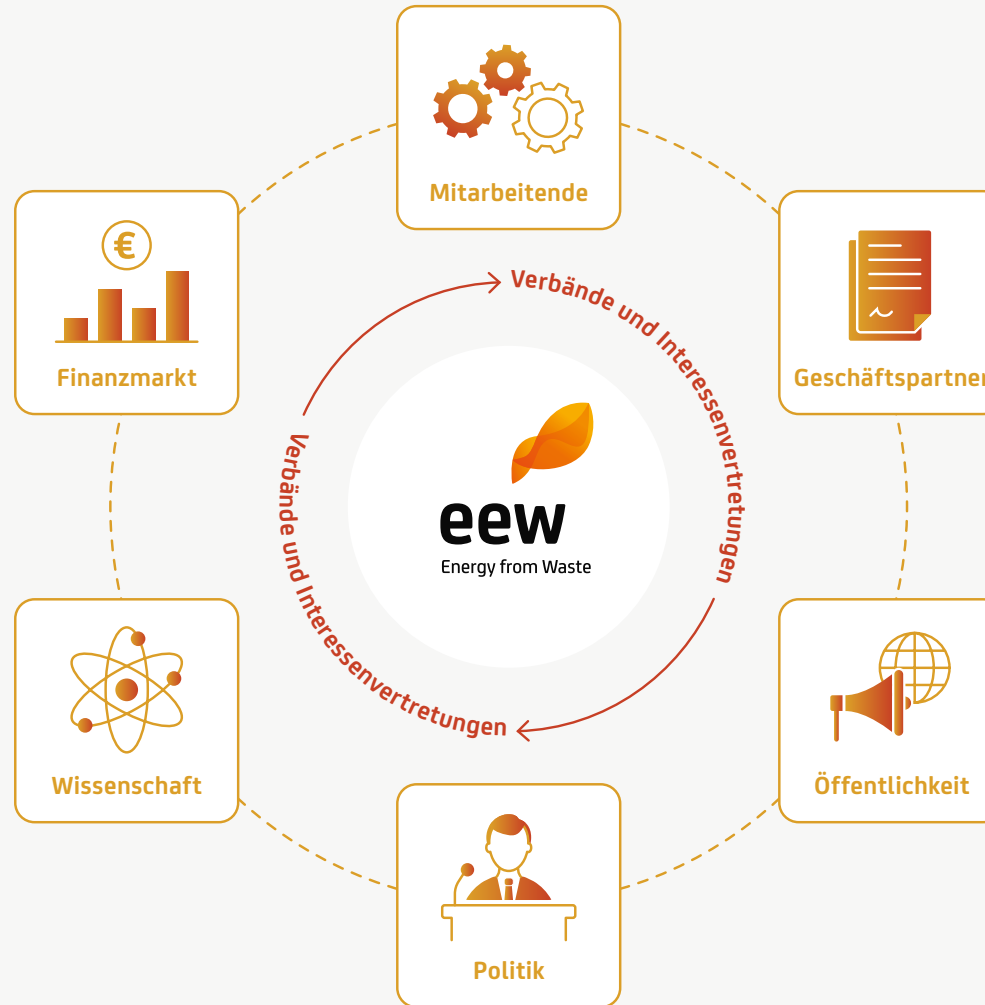 Mitarbeitende
€
Finanzmarkt
Geschäftspartner
Verbände und Interessenvertretungen
eew
Energy from Waste
Verbände und Interessenvertretungen
Wissenschaft
Öffentlichkeit
Politik